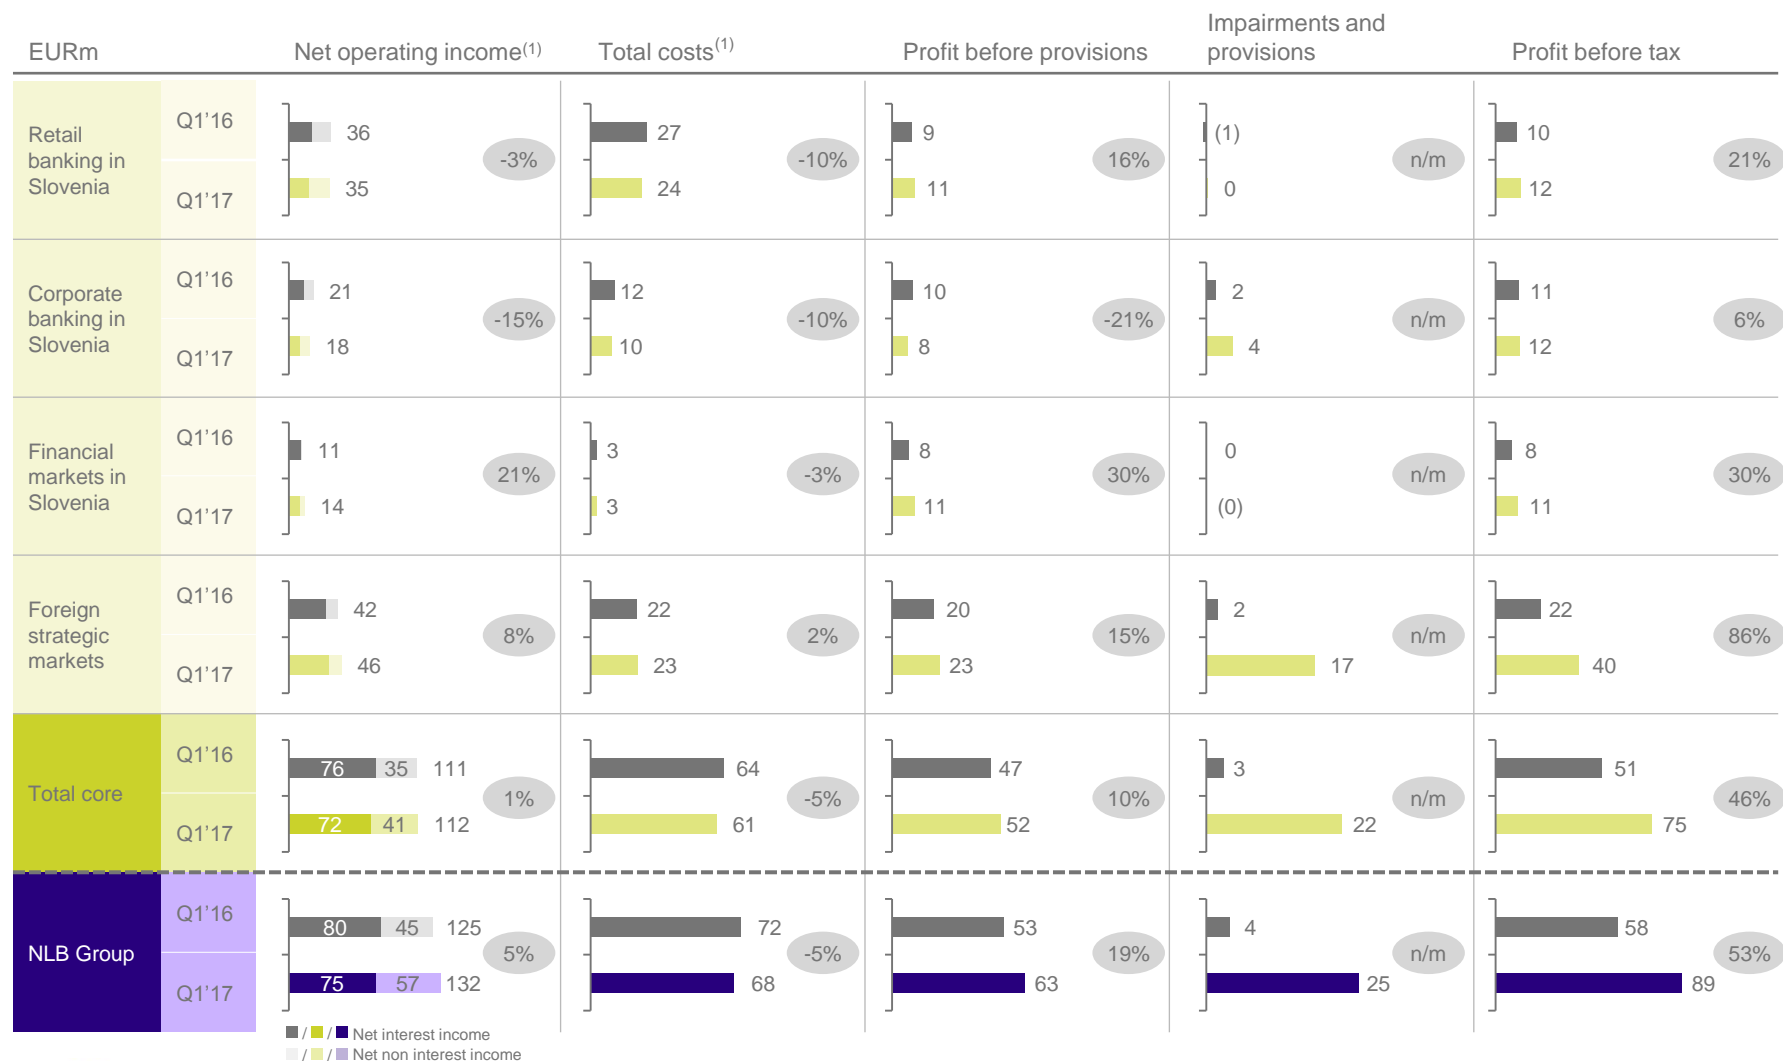 EURm Net operating income(1) Total costs(1) Profit before provisions Impairments and provisions Profit before tax
Retail banking in Slovenia
Q1’16 36 27 9 (1) 10
-3% -10% 16% n/m 21%
Q1’17 35 24 11 0 12
Corporate banking in Slovenia
Q1’16 21 12 10 2 11
-15% -10% -21% n/m 6%
Q1’17 18 10 8 4 12
Financial markets in Slovenia
Q1’16 11 3 8 0 8
21% -3% 30% n/m 30%
Q1’17 14 3 11 (0) 11
Foreign strategic markets
Q1’16 42 22 20 2 22
8% 2% 15% n/m 86%
Q1’17 46 23 23 17 40
Total core
Q1’16 76 35 111 64 47 3 51
1% -5% 10% n/m 46%
Q1’17 72 41 112 61 52 22 75
NLB Group
Q1’16 80 45 125 72 53 4 58
5% -5% 19% n/m 53%
Q1’17 75 57 132 68 63 25 89
/ / Net interest income
/ / Net non interest income